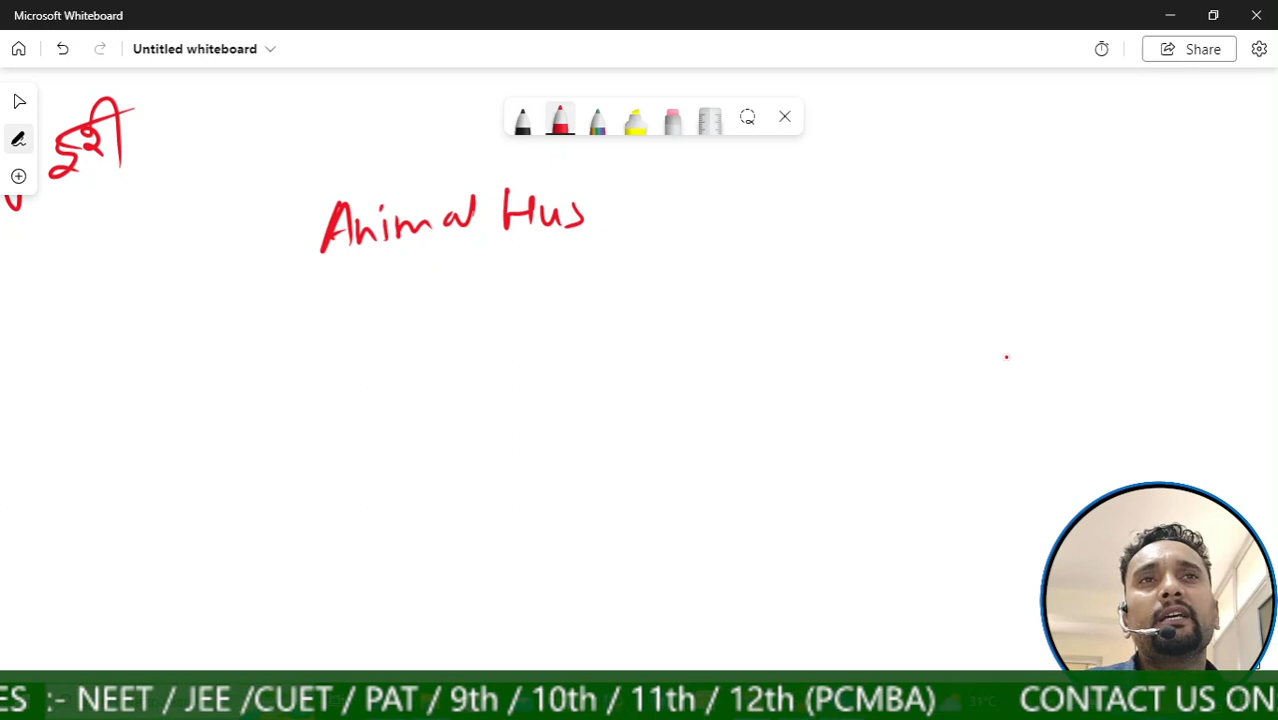 Microsoft Whiteboard
Untitled whiteboard
Share
Animal Hus
ES :- NEET / JEE /CUET / PAT / 9th / 10th / 11th / 12th (PCMBA) CONTACT US ON
31°C